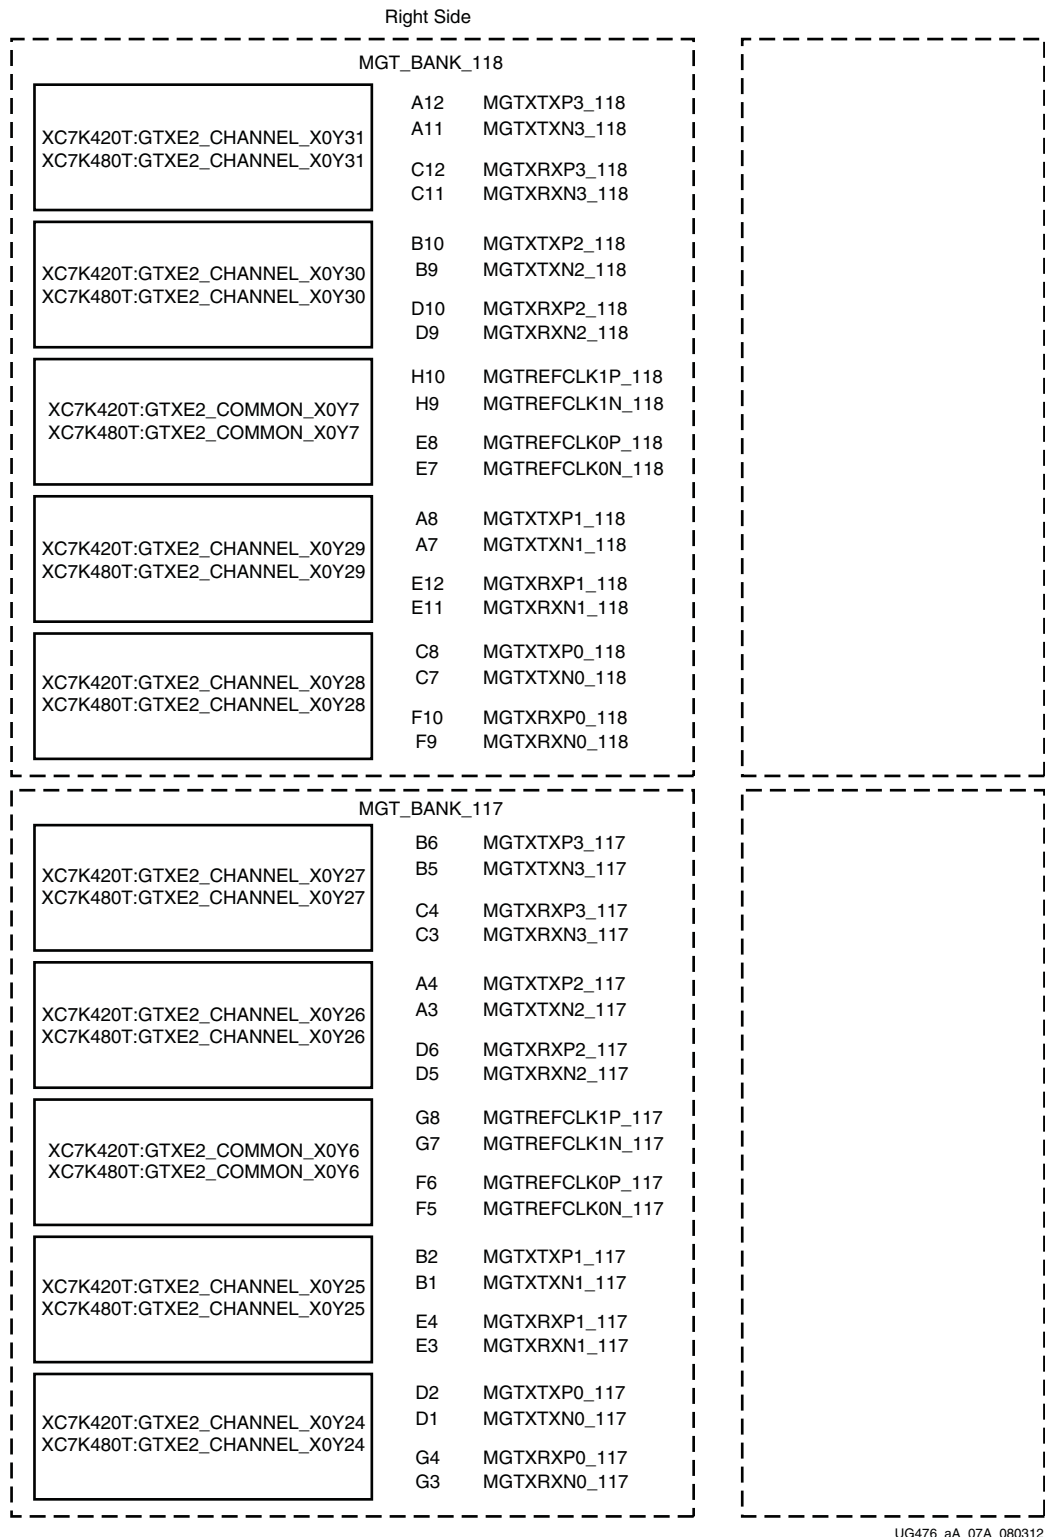 Right Side
MGT_BANK_118
XC7K420T:GTXE2_CHANNEL_X0Y31
XC7K480T:GTXE2_CHANNEL_X0Y31
A12 MGTXTXP3_118
A11 MGTXTXN3_118
C12 MGTXRXP3_118
C11 MGTXRXN3_118
XC7K420T:GTXE2_CHANNEL_X0Y30
XC7K480T:GTXE2_CHANNEL_X0Y30
B10 MGTXTXP2_118
B9 MGTXTXN2_118
D10 MGTXRXP2_118
D9 MGTXRXN2_118
XC7K420T:GTXE2_COMMON_X0Y7
XC7K480T:GTXE2_COMMON_X0Y7
H10 MGTREFCLK1P_118
H9 MGTREFCLK1N_118
E8 MGTREFCLK0P_118
E7 MGTREFCLK0N_118
XC7K420T:GTXE2_CHANNEL_X0Y29
XC7K480T:GTXE2_CHANNEL_X0Y29
A8 MGTXTXP1_118
A7 MGTXTXN1_118
E12 MGTXRXP1_118
E11 MGTXRXN1_118
XC7K420T:GTXE2_CHANNEL_X0Y28
XC7K480T:GTXE2_CHANNEL_X0Y28
C8 MGTXTXP0_118
C7 MGTXTXN0_118
F10 MGTXRXP0_118
F9 MGTXRXN0_118
MGT_BANK_117
XC7K420T:GTXE2_CHANNEL_X0Y27
XC7K480T:GTXE2_CHANNEL_X0Y27
B6 MGTXTXP3_117
B5 MGTXTXN3_117
C4 MGTXRXP3_117
C3 MGTXRXN3_117
XC7K420T:GTXE2_CHANNEL_X0Y26
XC7K480T:GTXE2_CHANNEL_X0Y26
A4 MGTXTXP2_117
A3 MGTXTXN2_117
D6 MGTXRXP2_117
D5 MGTXRXN2_117
XC7K420T:GTXE2_COMMON_X0Y6
XC7K480T:GTXE2_COMMON_X0Y6
G8 MGTREFCLK1P_117
G7 MGTREFCLK1N_117
F6 MGTREFCLK0P_117
F5 MGTREFCLK0N_117
XC7K420T:GTXE2_CHANNEL_X0Y25
XC7K480T:GTXE2_CHANNEL_X0Y25
B2 MGTXTXP1_117
B1 MGTXTXN1_117
E4 MGTXRXP1_117
E3 MGTXRXN1_117
XC7K420T:GTXE2_CHANNEL_X0Y24
XC7K480T:GTXE2_CHANNEL_X0Y24
D2 MGTXTXP0_117
D1 MGTXTXN0_117
G4 MGTXRXP0_117
G3 MGTXRXN0_117
UG476_aA_07A_080312